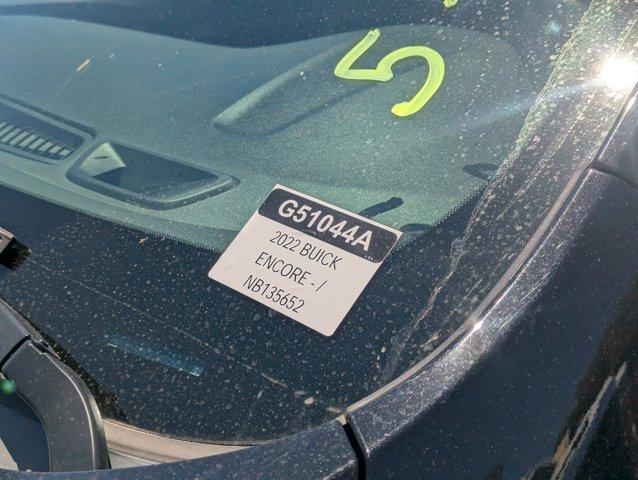 5
G51044A
2022 BUICK
ENCORE - /
NB135652